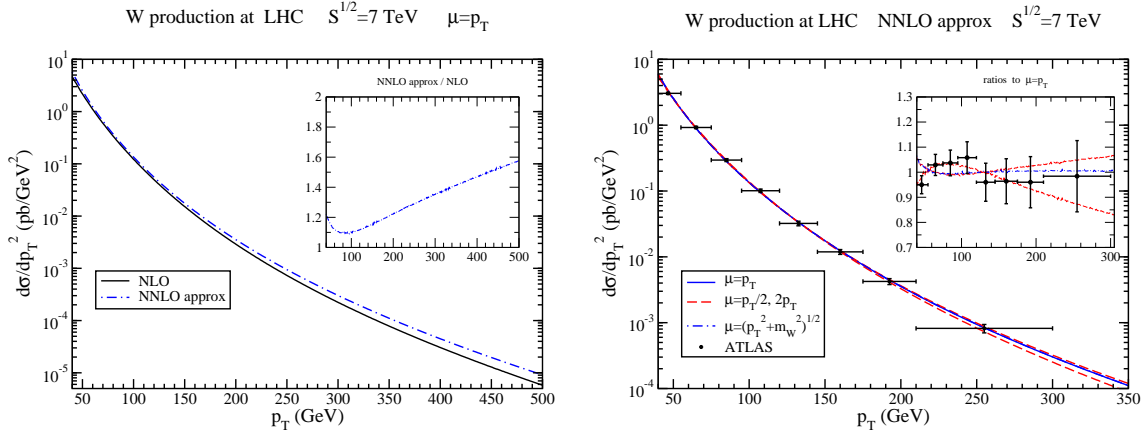 W production at LHC S^1/2=7 TeV μ=p_T
10^1
10^0
10^-1
10^-2
10^-3
10^-4
10^-5
dσ/dp_T^2 (pb/GeV^2)
NNLO approx / NLO
2
1.8
1.6
1.4
1.2
1
100 200 300 400 500
NLO
NNLO approx
50 100 150 200 250 300 350 400 450 500
p_T (GeV)
W production at LHC NNLO approx S^1/2=7 TeV
10^1
10^0
10^-1
10^-2
10^-3
10^-4
dσ/dp_T^2 (pb/GeV^2)
ratios to μ=p_T
1.3
1.2
1.1
1.0
0.9
0.8
0.7
100 200 300
μ=p_T
μ=p_T/2, 2p_T
μ=(p_T^2+m_W^2)^1/2
ATLAS
50 100 150 200 250 300 350
p_T (GeV)